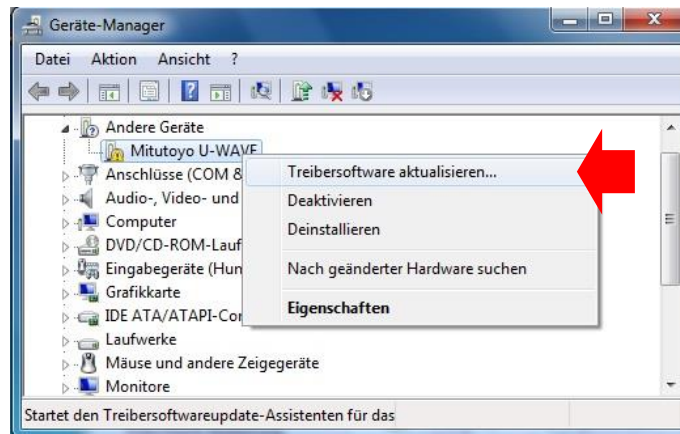 Geräte-Manager
Datei Aktion Ansicht ?
Andere Geräte
Mitutoyo U-WAVE
Anschlüsse (COM &
Audio-, Video- und
Computer
DVD/CD-ROM-Lauf
Eingabegeräte (Hum
Grafikkarte
IDE ATA/ATAPI-Cor
Laufwerke
Mäuse und andere Zeigegeräte
Monitore
Treibersoftware aktualisieren...
Deaktivieren
Deinstallieren
Nach geänderter Hardware suchen
Eigenschaften
Startet den Treibersoftwareupdate-Assistenten für das